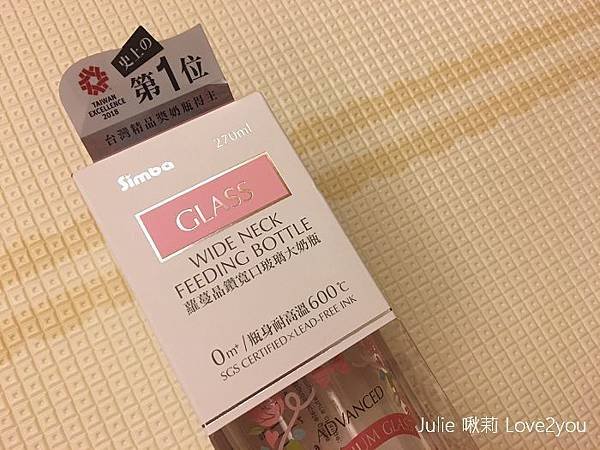 史上の
第1位
TAIWAN
EXCELLENCE
2018
台灣精品獎奶瓶得主
Simba
270ml
GLASS
WIDE NECK
FEEDING BOTTLE
蘿蔓晶鑽寬口玻璃大奶瓶
0m+/瓶身耐高溫600℃
SGS CERTIFIED×LEAD-FREE INK
ADVANCED
GLASS
Julie 啾莉 Love2you